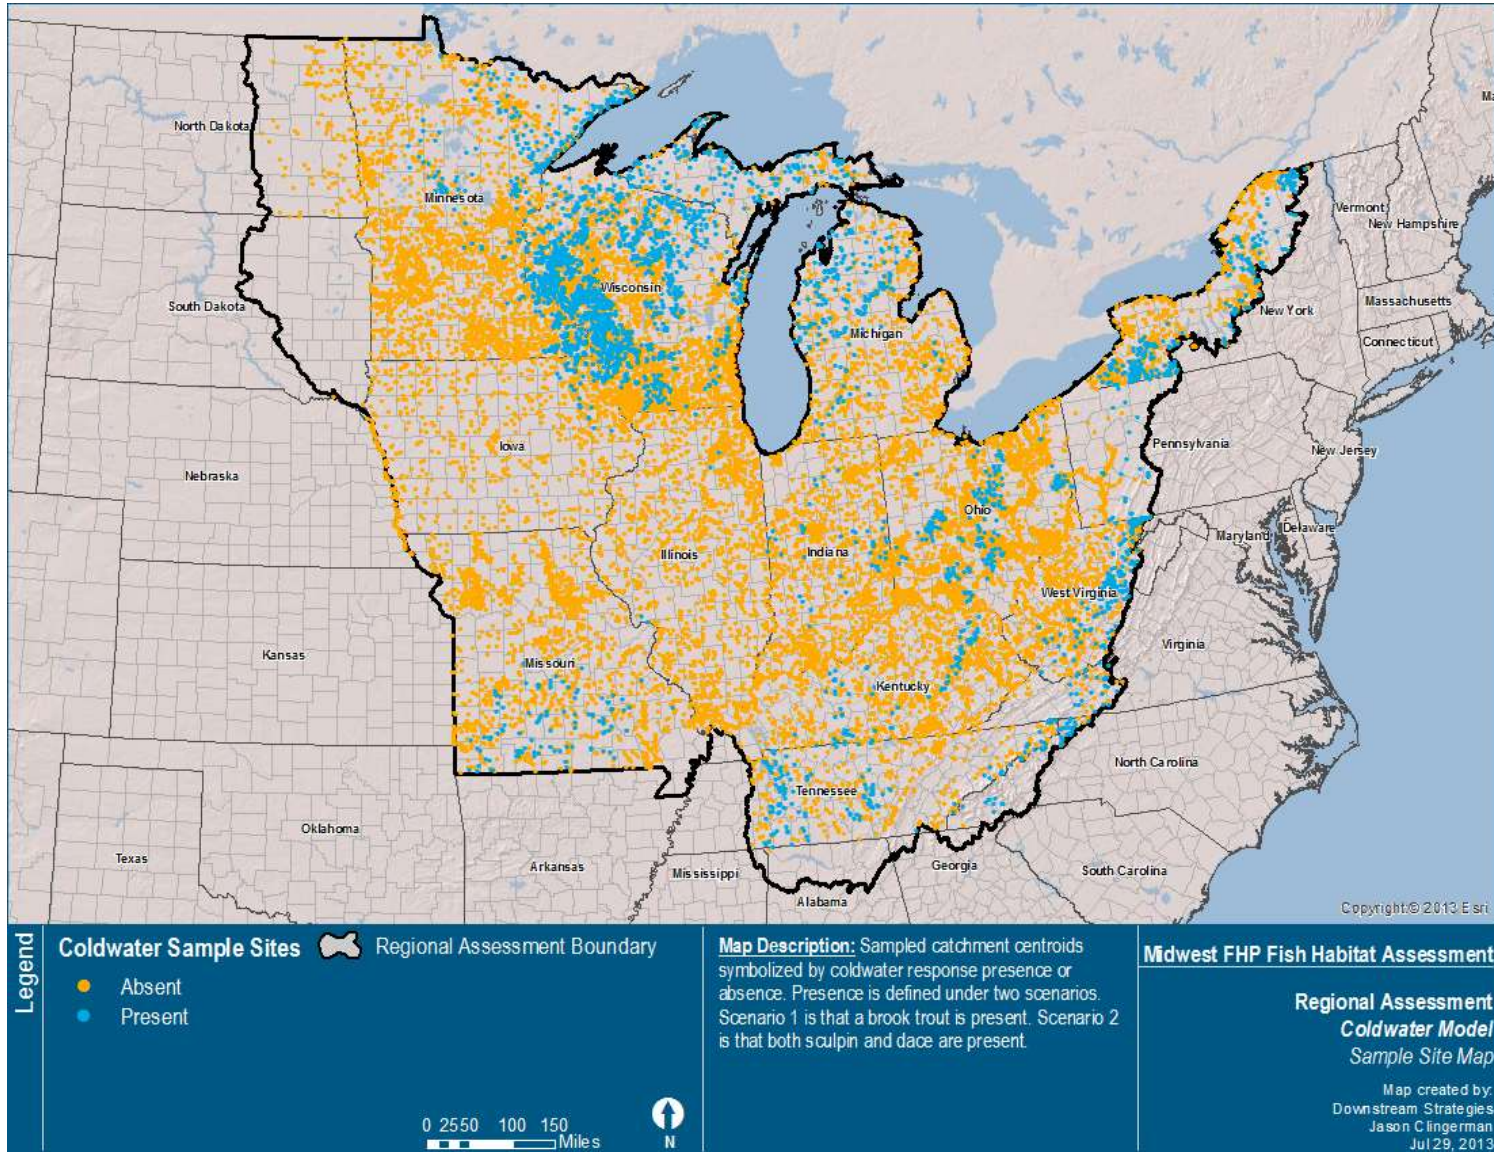 Ma
North Dakota
Minnesota
Vermont
New Hampshire
Wisconsin
South Dakota
Massachusetts
New York
Michigan
Connecticut
Iowa
Pennsylvania
New Jersey
Nebraska
Ohio
Delaware
Maryland
Illinois
Indiana
West Virginia
Virginia
Kansas
Missouri
Kentucky
North Carolina
Tennessee
Oklahoma
Texas
Arkansas
Mississippi
Georgia
South Carolina
Alabama
Copyright:© 2013 Esri
Legend
Coldwater Sample Sites
Regional Assessment Boundary
Absent
Present
0 25 50 100 150
Miles
N
Map Description: Sampled catchment centroids
symbolized by coldwater response presence or
absence. Presence is defined under two scenarios.
Scenario 1 is that a brook trout is present. Scenario 2
is that both sculpin and dace are present.
Midwest FHP Fish Habitat Assessment
Regional Assessment
Coldwater Model
Sample Site Map
Map created by:
Downstream Strategies
Jason Clingerman
Jul 29, 2013